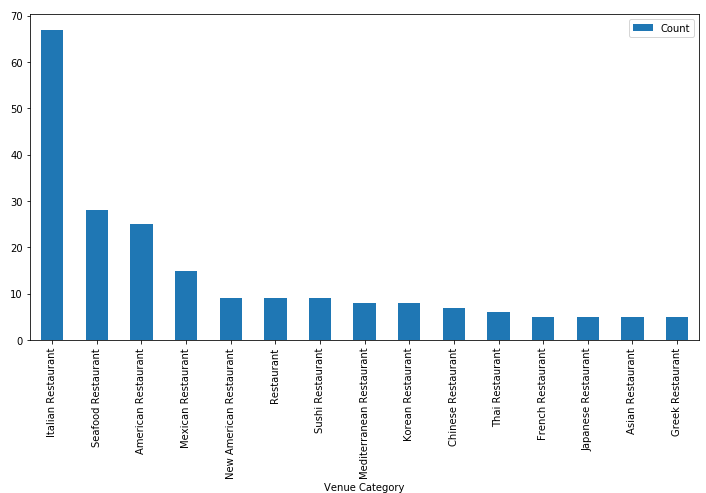 Count
70
60
50
40
30
20
10
0
Italian Restaurant
Seafood Restaurant
American Restaurant
Mexican Restaurant
New American Restaurant
Restaurant
Sushi Restaurant
Mediterranean Restaurant
Korean Restaurant
Chinese Restaurant
Thai Restaurant
French Restaurant
Japanese Restaurant
Asian Restaurant
Greek Restaurant
Venue Category